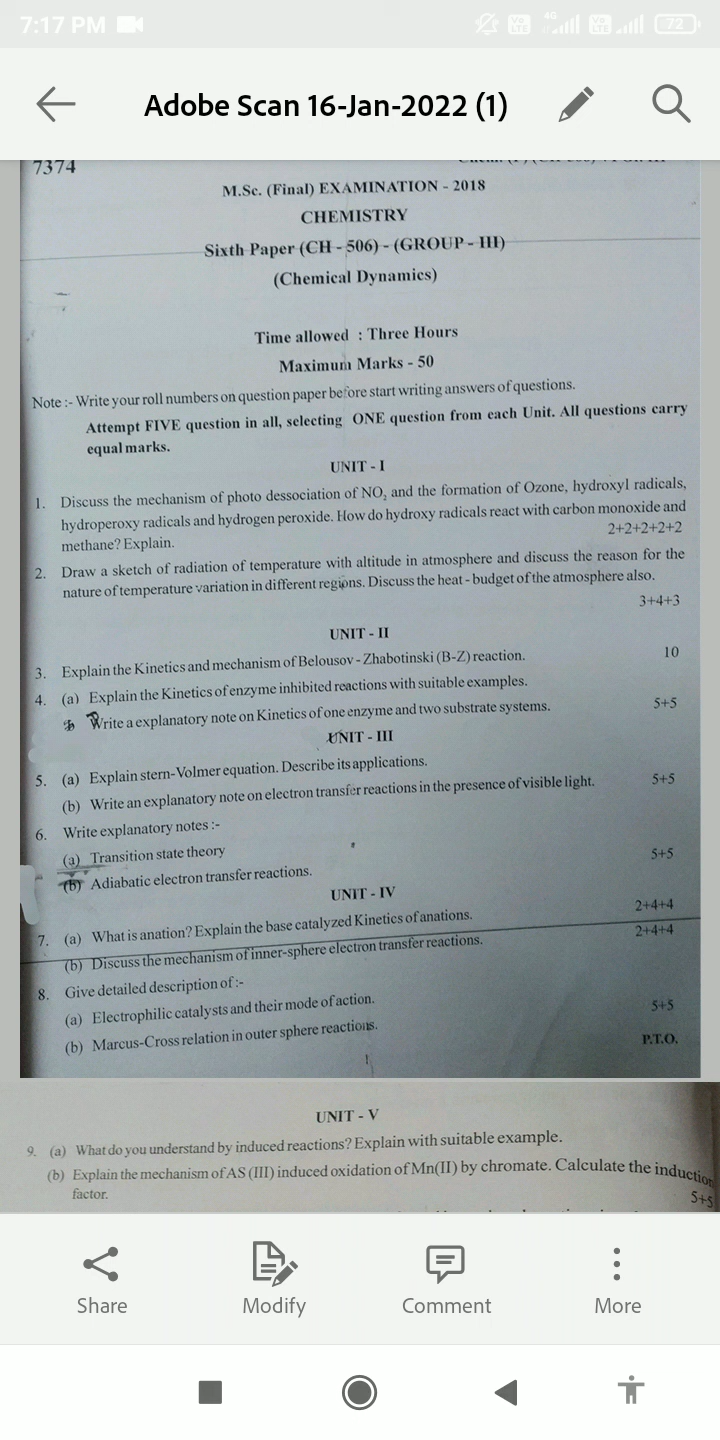 7:17 PM
4G
72
Adobe Scan 16-Jan-2022 (1)
7374
M.Sc. (Final) EXAMINATION - 2018
CHEMISTRY
Sixth Paper (CH - 506) - (GROUP - III)
(Chemical Dynamics)
Time allowed : Three Hours
Maximum Marks - 50
Note :- Write your roll numbers on question paper before start writing answers of questions.
Attempt FIVE question in all, selecting ONE question from each Unit. All questions carry
equal marks.
UNIT - I
1. Discuss the mechanism of photo dessociation of NO₂ and the formation of Ozone, hydroxyl radicals,
hydroperoxy radicals and hydrogen peroxide. How do hydroxy radicals react with carbon monoxide and
methane? Explain. 2+2+2+2+2
2. Draw a sketch of radiation of temperature with altitude in atmosphere and discuss the reason for the
nature of temperature variation in different regions. Discuss the heat - budget of the atmosphere also.
3+4+3
UNIT - II
3. Explain the Kinetics and mechanism of Belousov - Zhabotinski (B-Z) reaction. 10
4. (a) Explain the Kinetics of enzyme inhibited reactions with suitable examples.
Write a explanatory note on Kinetics of one enzyme and two substrate systems. 5+5
UNIT - III
5. (a) Explain stern-Volmer equation. Describe its applications.
(b) Write an explanatory note on electron transfer reactions in the presence of visible light. 5+5
6. Write explanatory notes :-
(a) Transition state theory
(b) Adiabatic electron transfer reactions. 5+5
UNIT - IV
7. (a) What is anation? Explain the base catalyzed Kinetics of anations. 2+4+4
(b) Discuss the mechanism of inner-sphere electron transfer reactions. 2+4+4
8. Give detailed description of :-
(a) Electrophilic catalysts and their mode of action.
(b) Marcus-Cross relation in outer sphere reactions. 5+5
P.T.O.
UNIT - V
9. (a) What do you understand by induced reactions? Explain with suitable example.
(b) Explain the mechanism of AS (III) induced oxidation of Mn(II) by chromate. Calculate the induction
factor. 5+5
Share
Modify
Comment
More